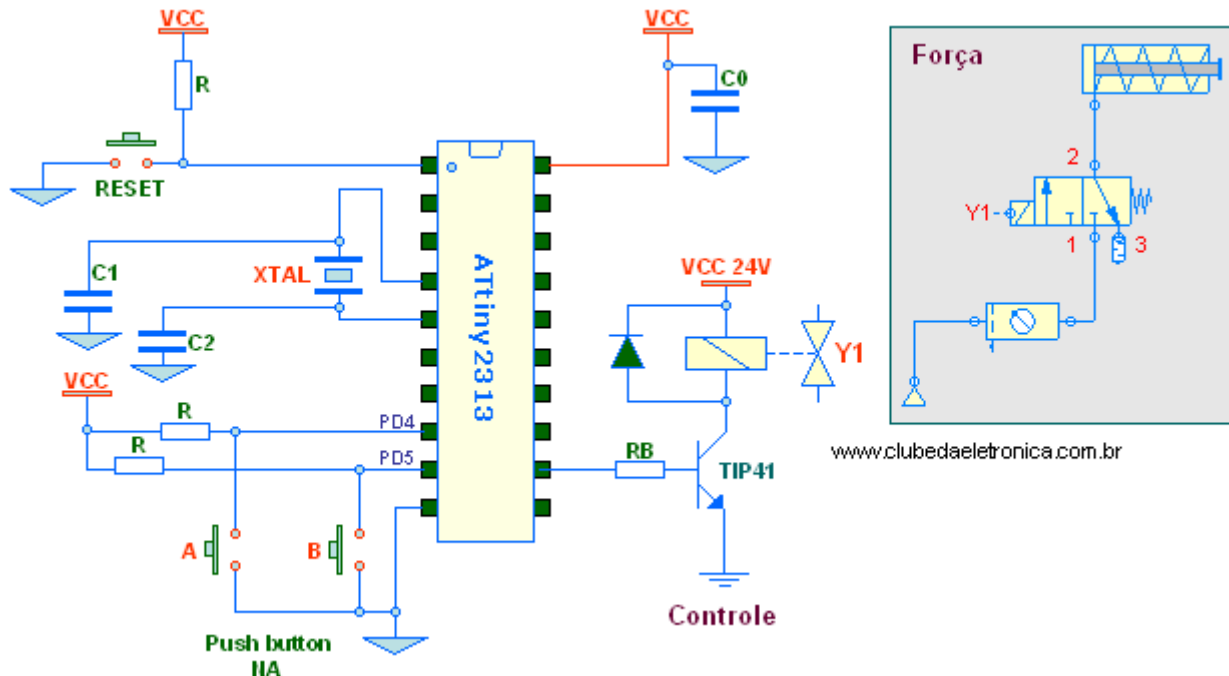 VCC
R
RESET
C1
XTAL
C2
VCC
R
R
PD4
PD5
A
B
Push button
NA
ATtiny2313
VCC
C0
VCC 24V
Y1
RB
TIP41
Controle
Força
2
Y1
1
3
www.clubedaeletronica.com.br